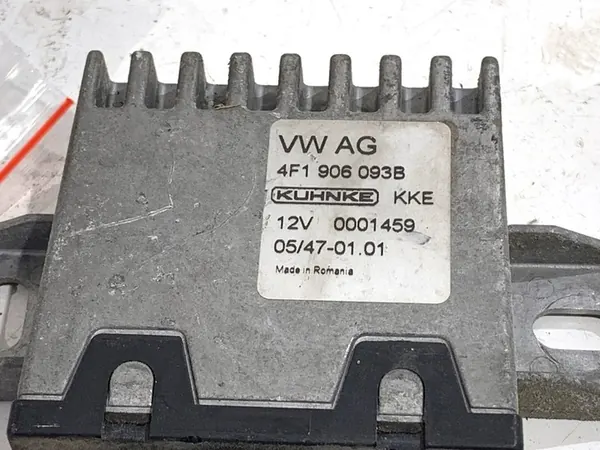 VW AG
4F1 906 093B
KUHNKE KKE
12V 0001459
05/47-01.01
Made in Romania